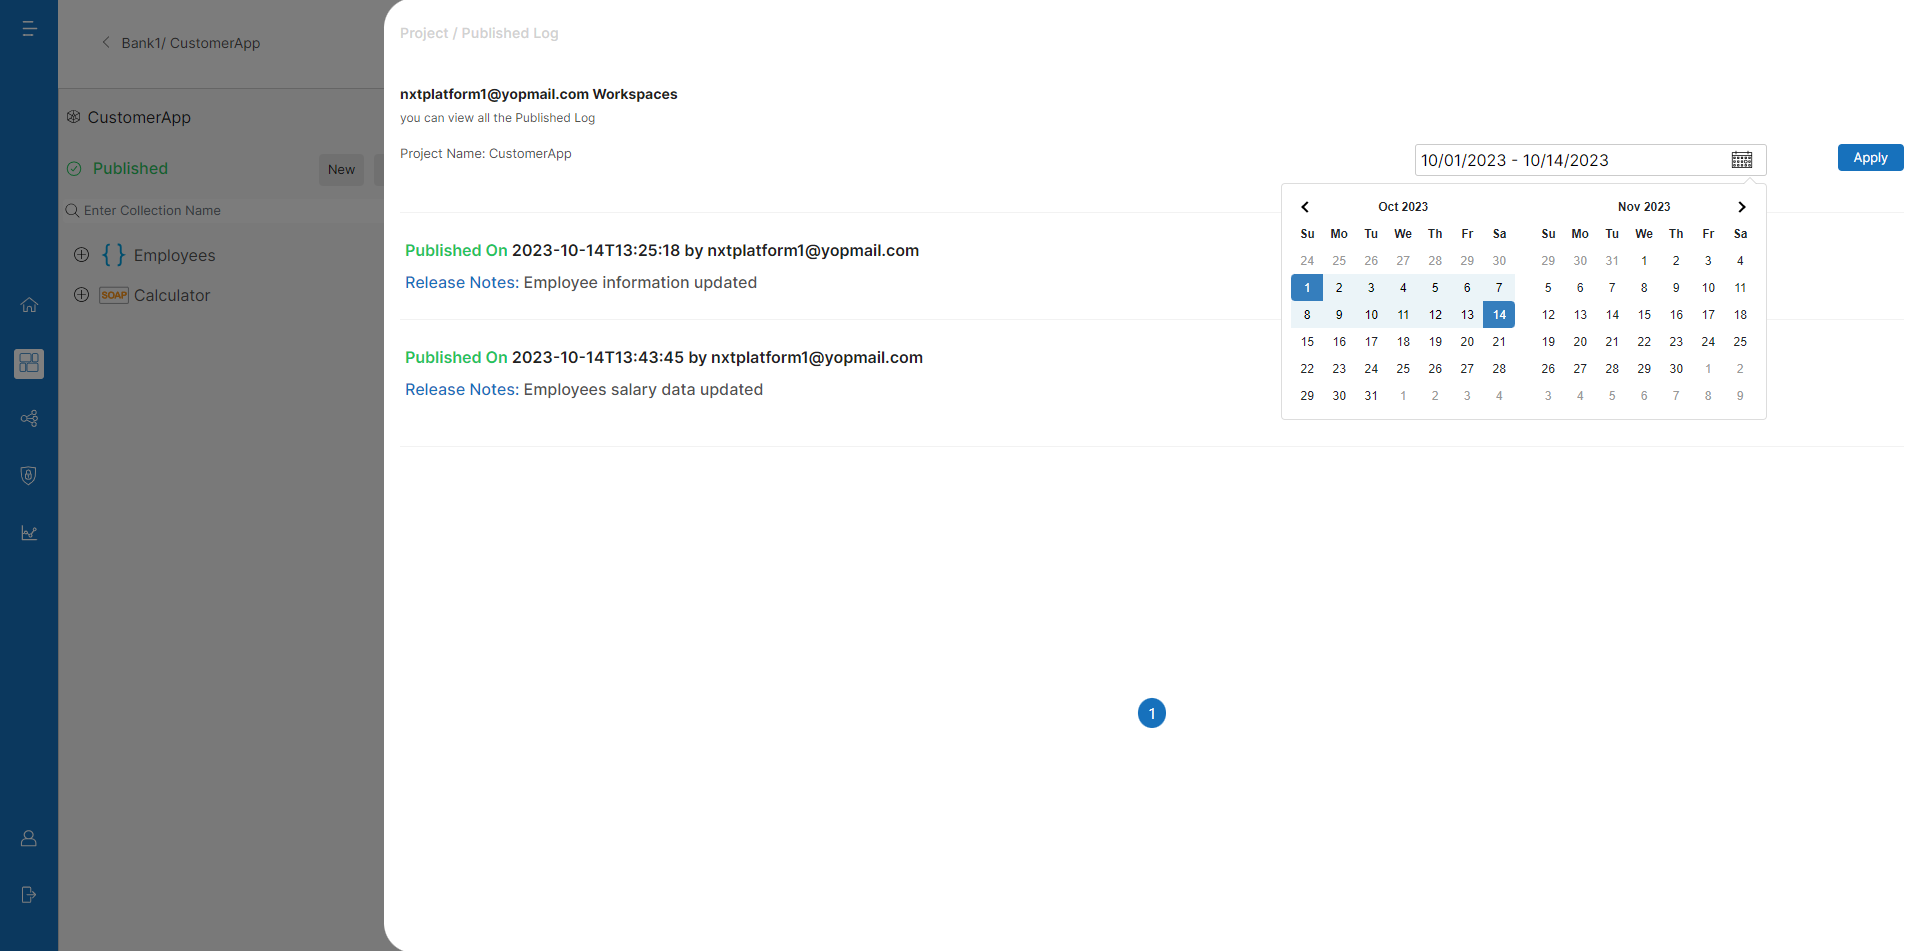 Bank1/ CustomerApp
CustomerApp
Published
New
Enter Collection Name
{ } Employees
SOAP Calculator
Project / Published Log
nxtplatform1@yopmail.com Workspaces
you can view all the Published Log
Project Name: CustomerApp
10/01/2023 - 10/14/2023
Apply
Published On 2023-10-14T13:25:18 by nxtplatform1@yopmail.com
Release Notes: Employee information updated
Published On 2023-10-14T13:43:45 by nxtplatform1@yopmail.com
Release Notes: Employees salary data updated
Oct 2023
Su Mo Tu We Th Fr Sa
24 25 26 27 28 29 30
1 2 3 4 5 6 7
8 9 10 11 12 13 14
15 16 17 18 19 20 21
22 23 24 25 26 27 28
29 30 31 1 2 3 4
Nov 2023
Su Mo Tu We Th Fr Sa
29 30 31 1 2 3 4
5 6 7 8 9 10 11
12 13 14 15 16 17 18
19 20 21 22 23 24 25
26 27 28 29 30 1 2
3 4 5 6 7 8 9
1